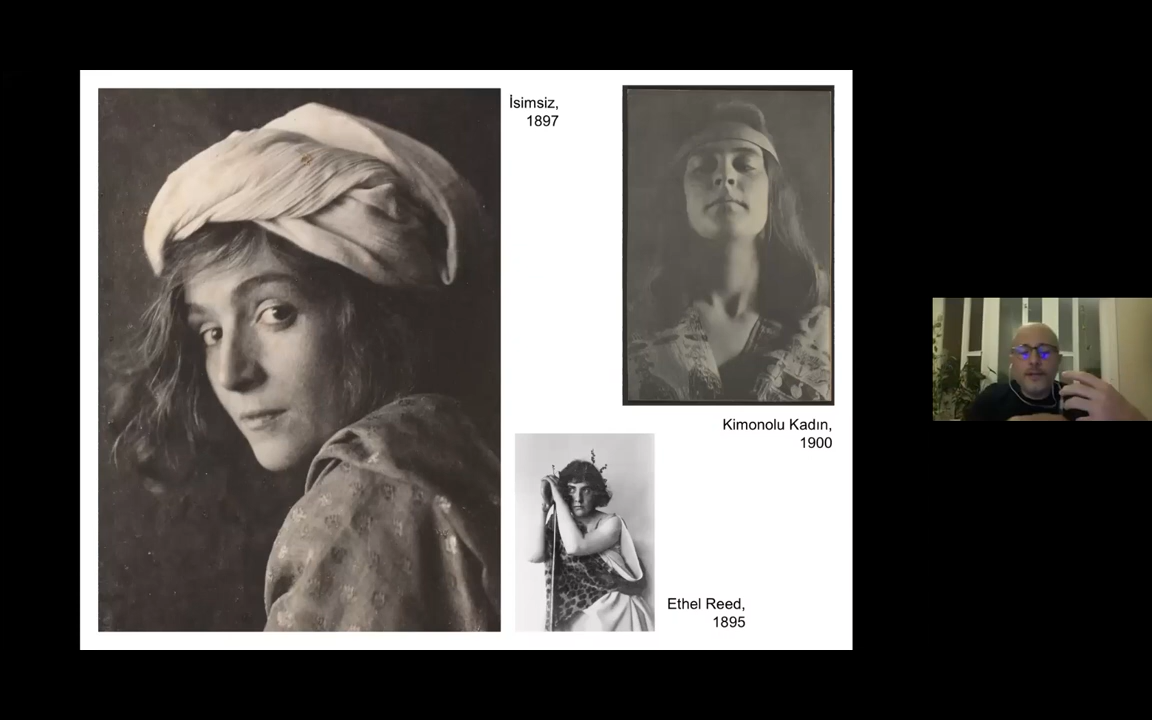 İsimsiz,
1897
Kimonolu Kadın,
1900
Ethel Reed,
1895